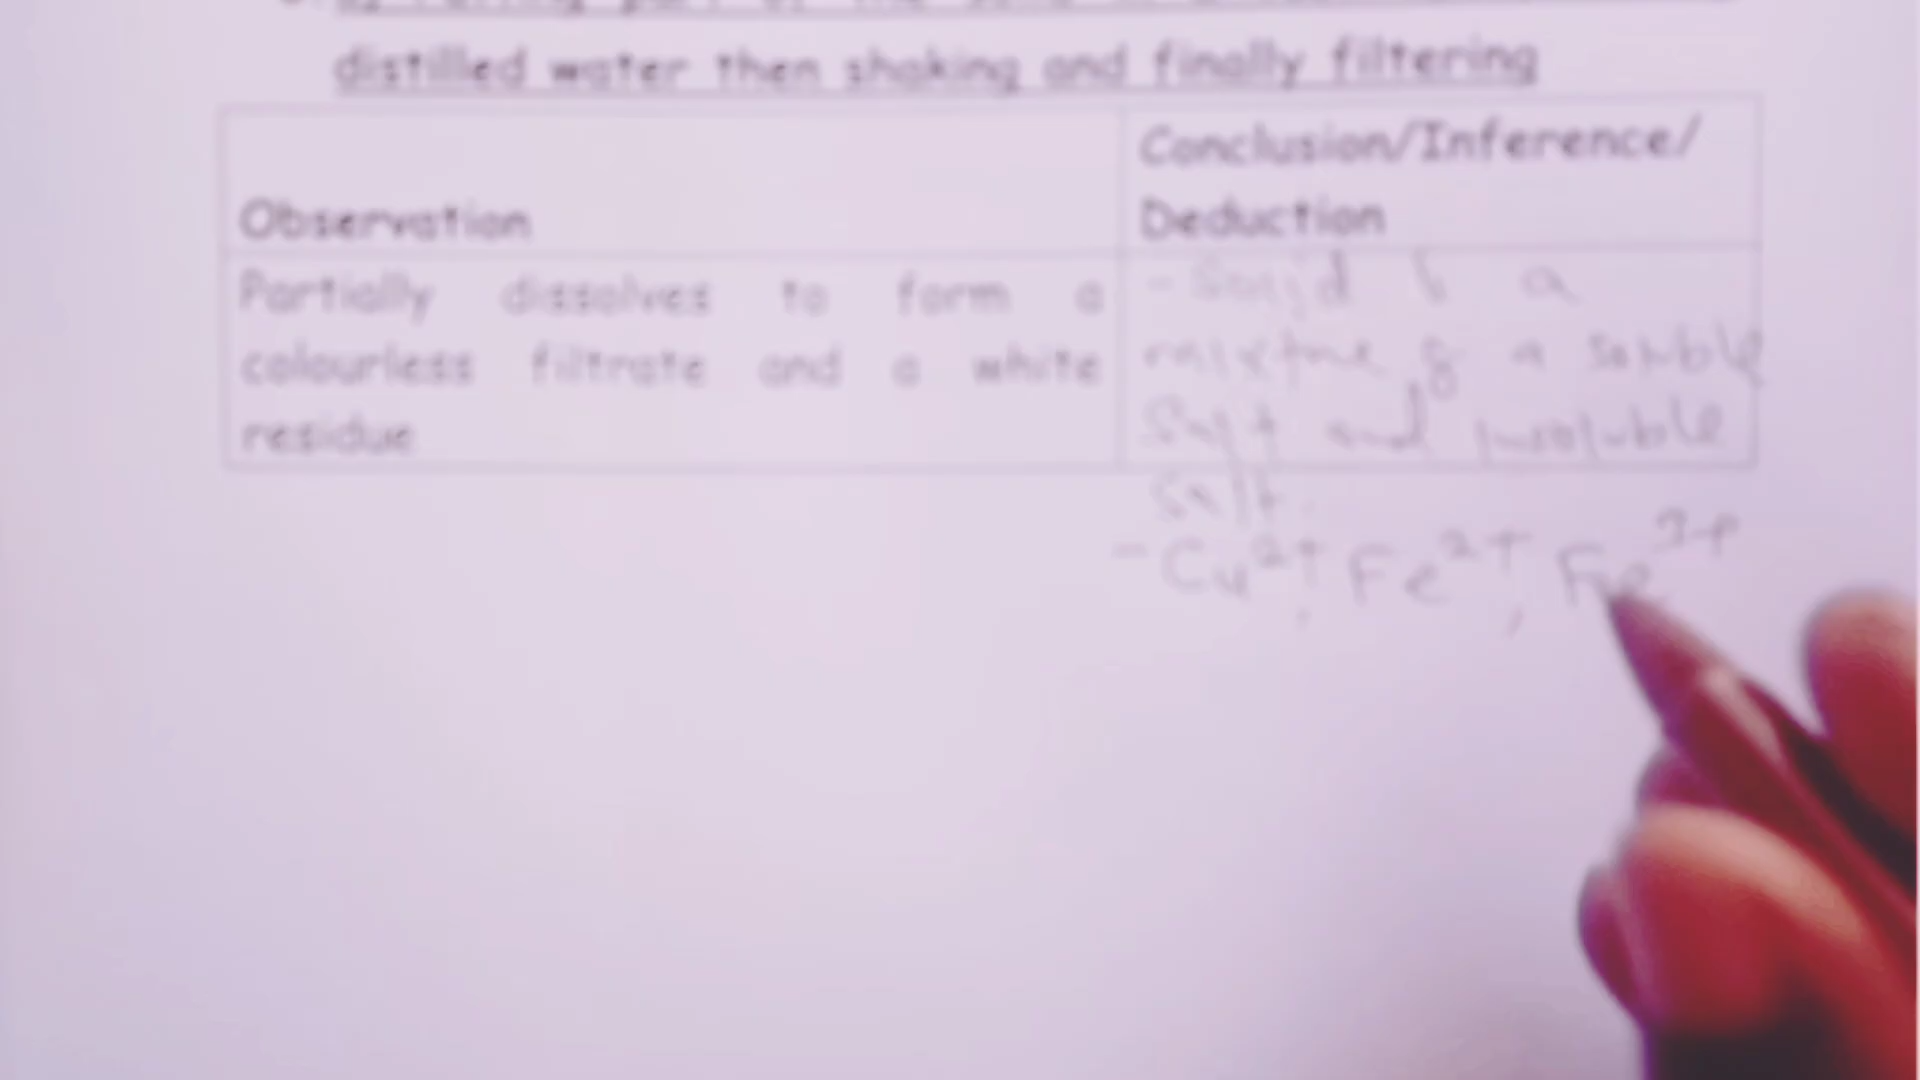 distilled water then shaking and finally filtering
Conclusion/Inference/
Observation Deduction
Partially dissolves to form a
colourless filtrate and a white
residue
- Solid is a
mixture of a soluble
salt and insoluble
salt.
- Cu²⁺, Fe²⁺, Fe³⁺